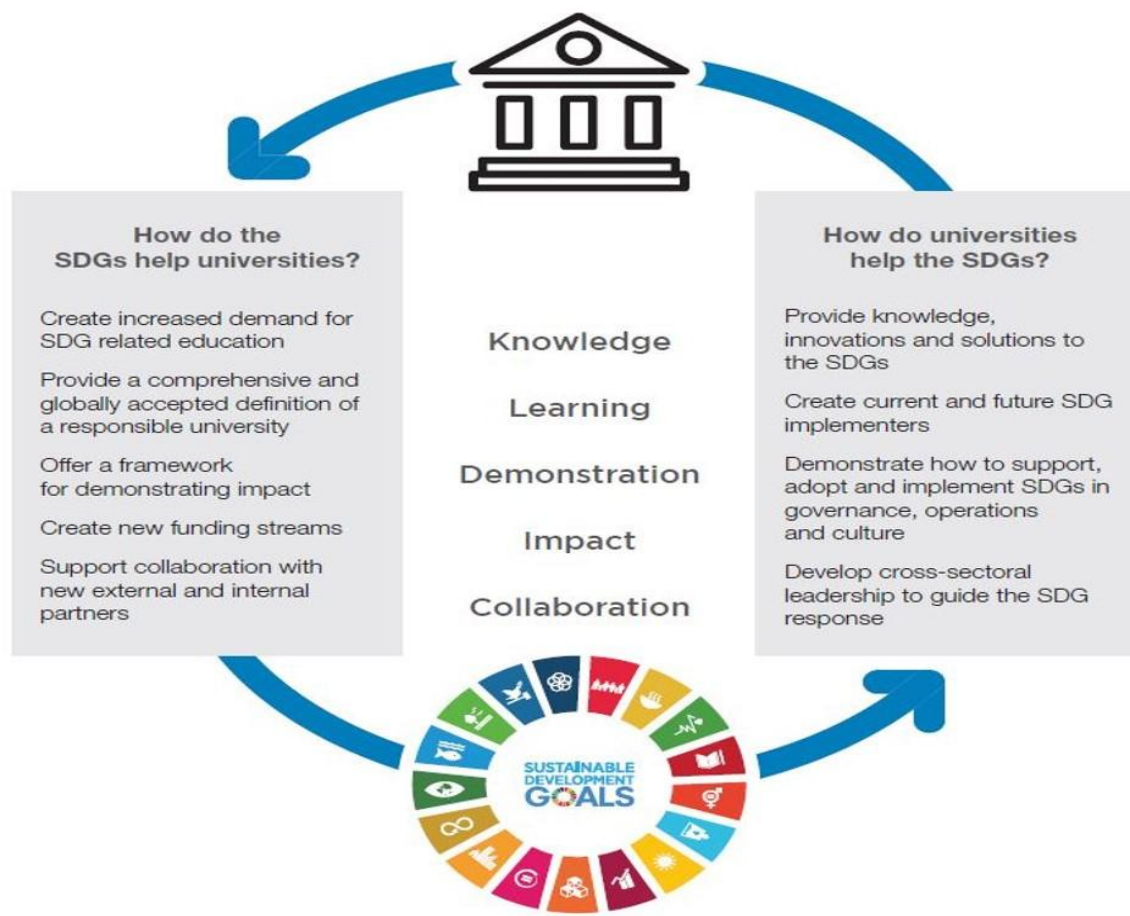 How do the
SDGs help universities?
Create increased demand for
SDG related education
Provide a comprehensive and
globally accepted definition of
a responsible university
Offer a framework
for demonstrating impact
Create new funding streams
Support collaboration with
new external and internal
partners
Knowledge
Learning
Demonstration
Impact
Collaboration
How do universities
help the SDGs?
Provide knowledge,
innovations and solutions to
the SDGs
Create current and future SDG
implementers
Demonstrate how to support,
adopt and implement SDGs in
governance, operations
and culture
Develop cross-sectoral
leadership to guide the SDG
response
SUSTAINABLE
DEVELOPMENT
GOALS